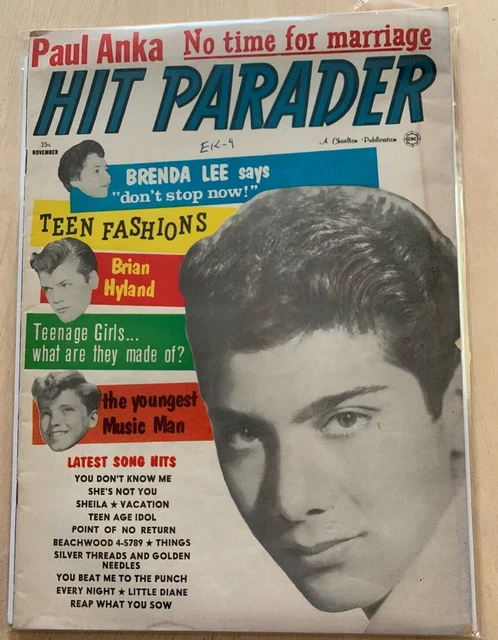 Paul Anka No time for marriage
HIT PARADER
25¢
NOVEMBER
EK-9
A Charlton Publication CDC
BRENDA LEE says
"don't stop now!"
TEEN FASHIONS
Brian
Hyland
Teenage Girls...
what are they made of?
the youngest
Music Man
LATEST SONG HITS
YOU DON'T KNOW ME
SHE'S NOT YOU
SHEILA ★ VACATION
TEEN AGE IDOL
POINT OF NO RETURN
BEACHWOOD 4-5789 ★ THINGS
SILVER THREADS AND GOLDEN
NEEDLES
YOU BEAT ME TO THE PUNCH
EVERY NIGHT ★ LITTLE DIANE
REAP WHAT YOU SOW